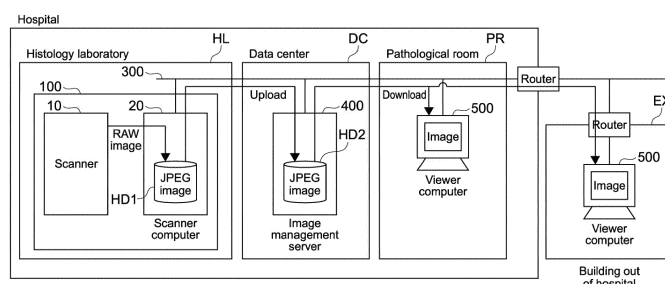 Hospital
HL
DC
PR
Histology laboratory
Data center
Pathological room
300
Router
100
Upload
Download
EX
10
20
400
500
Router
RAW
image
HD2
Image
500
Scanner
JPEG
image
JPEG
image
Image
HD1
Viewer
computer
Scanner
computer
Image
management
server
Viewer
computer
Building out
of hospital